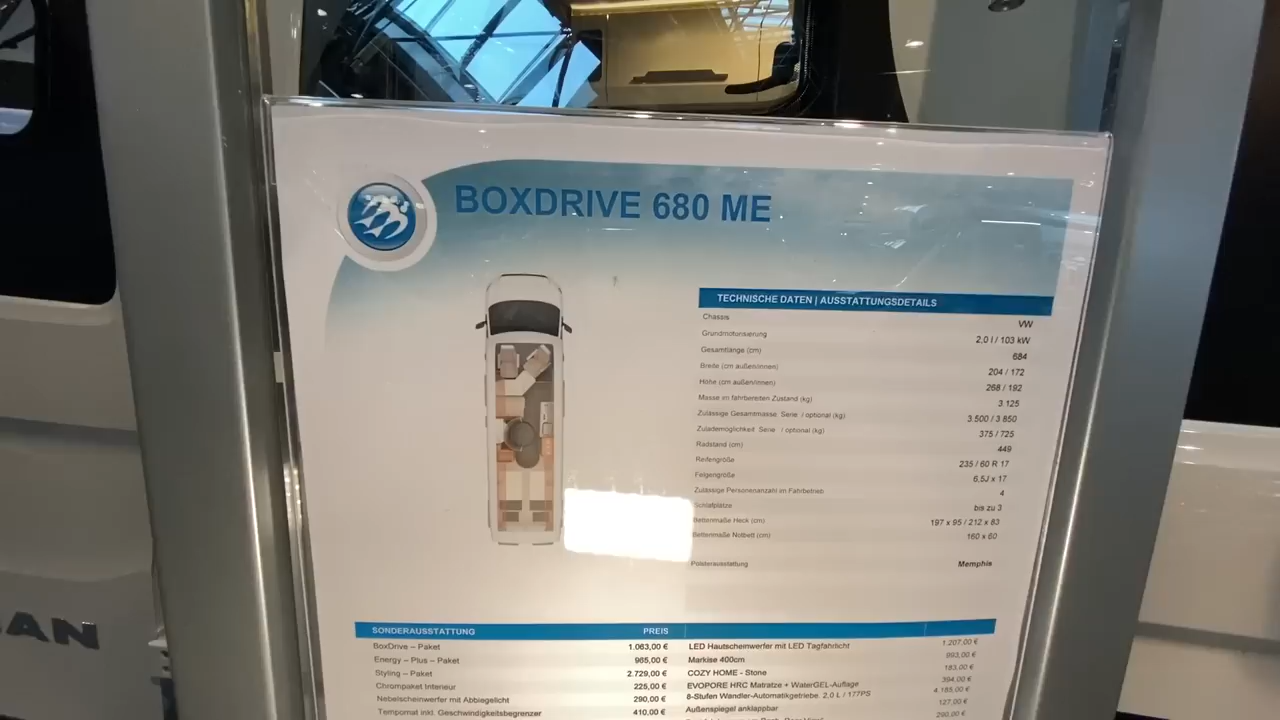 BOXDRIVE 680 ME
TECHNISCHE DATEN | AUSSTATTUNGSDETAILS
Chassis VW
Grundmotorisierung 2,0 l / 103 kW
Gesamtlänge (cm) 684
Breite (cm außen/innen) 204 / 172
Höhe (cm außen/innen) 268 / 192
Masse im fahrbereiten Zustand (kg) 3.125
Zulässige Gesamtmasse Serie / optional (kg) 3.500 / 3 850
Zulademöglichkeit Serie / optional (kg) 375 / 725
Radstand (cm) 449
Reifengröße 235 / 60 R 17
Felgengröße 6,5J x 17
Zulässige Personenanzahl im Fahrbetrieb 4
Schlafplätze bis zu 3
Bettenmaße Heck (cm) 197 x 95 / 212 x 83
Bettenmaße Notbett (cm) 160 x 60
Polsterausstattung Memphis
SONDERAUSSTATTUNG PREIS
BoxDrive – Paket 1.063,00 € LED Hautscheinwerfer mit LED Tagfahrlicht 1.207,00 €
Energy – Plus – Paket 965,00 € Markise 400cm 993,00 €
Styling – Paket 2.729,00 € COZY HOME - Stone 183,00 €
Chrompaket Interieur 225,00 € EVOPORE HRC Matratze + WaterGEL-Auflage 394,00 €
Nebelscheinwerfer mit Abbiegelicht 290,00 € 8-Stufen Wandler-Automatikgetriebe. 2,0 L / 177PS 4.185,00 €
Tempomat inkl. Geschwindigkeitsbegrenzer 410,00 € Außenspiegel anklappbar 127,00 €
290,00 €
AN